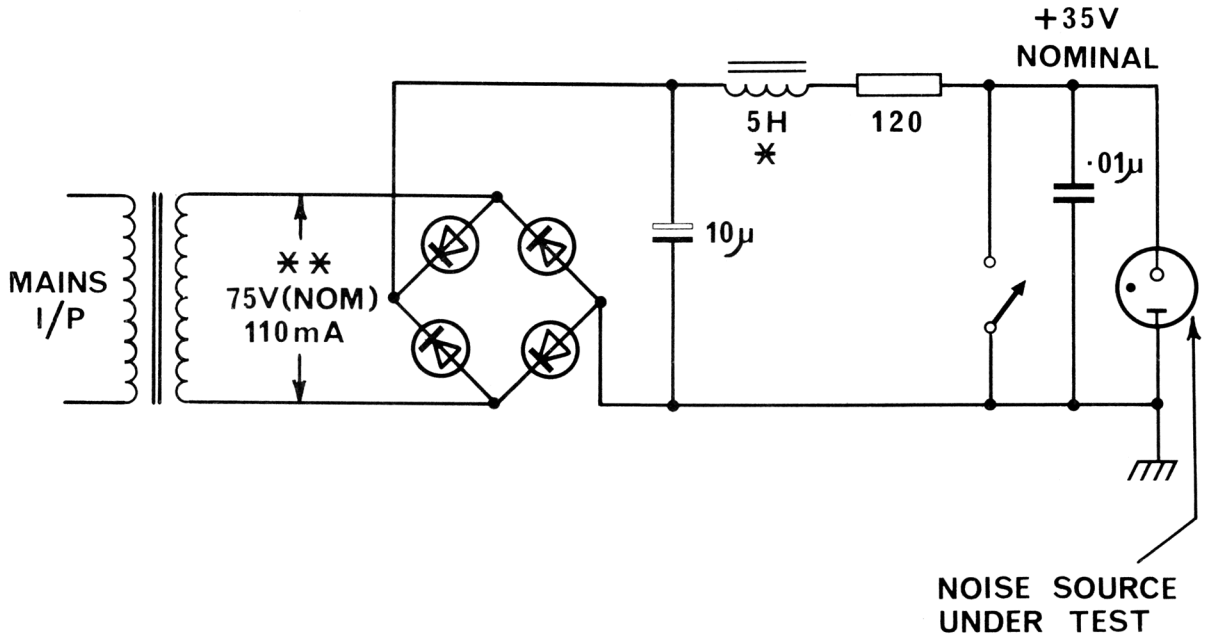 +35V
NOMINAL
5H
*
120
.01μ
10μ
MAINS
I/P
* *
75V(NOM)
110mA
NOISE SOURCE
UNDER TEST